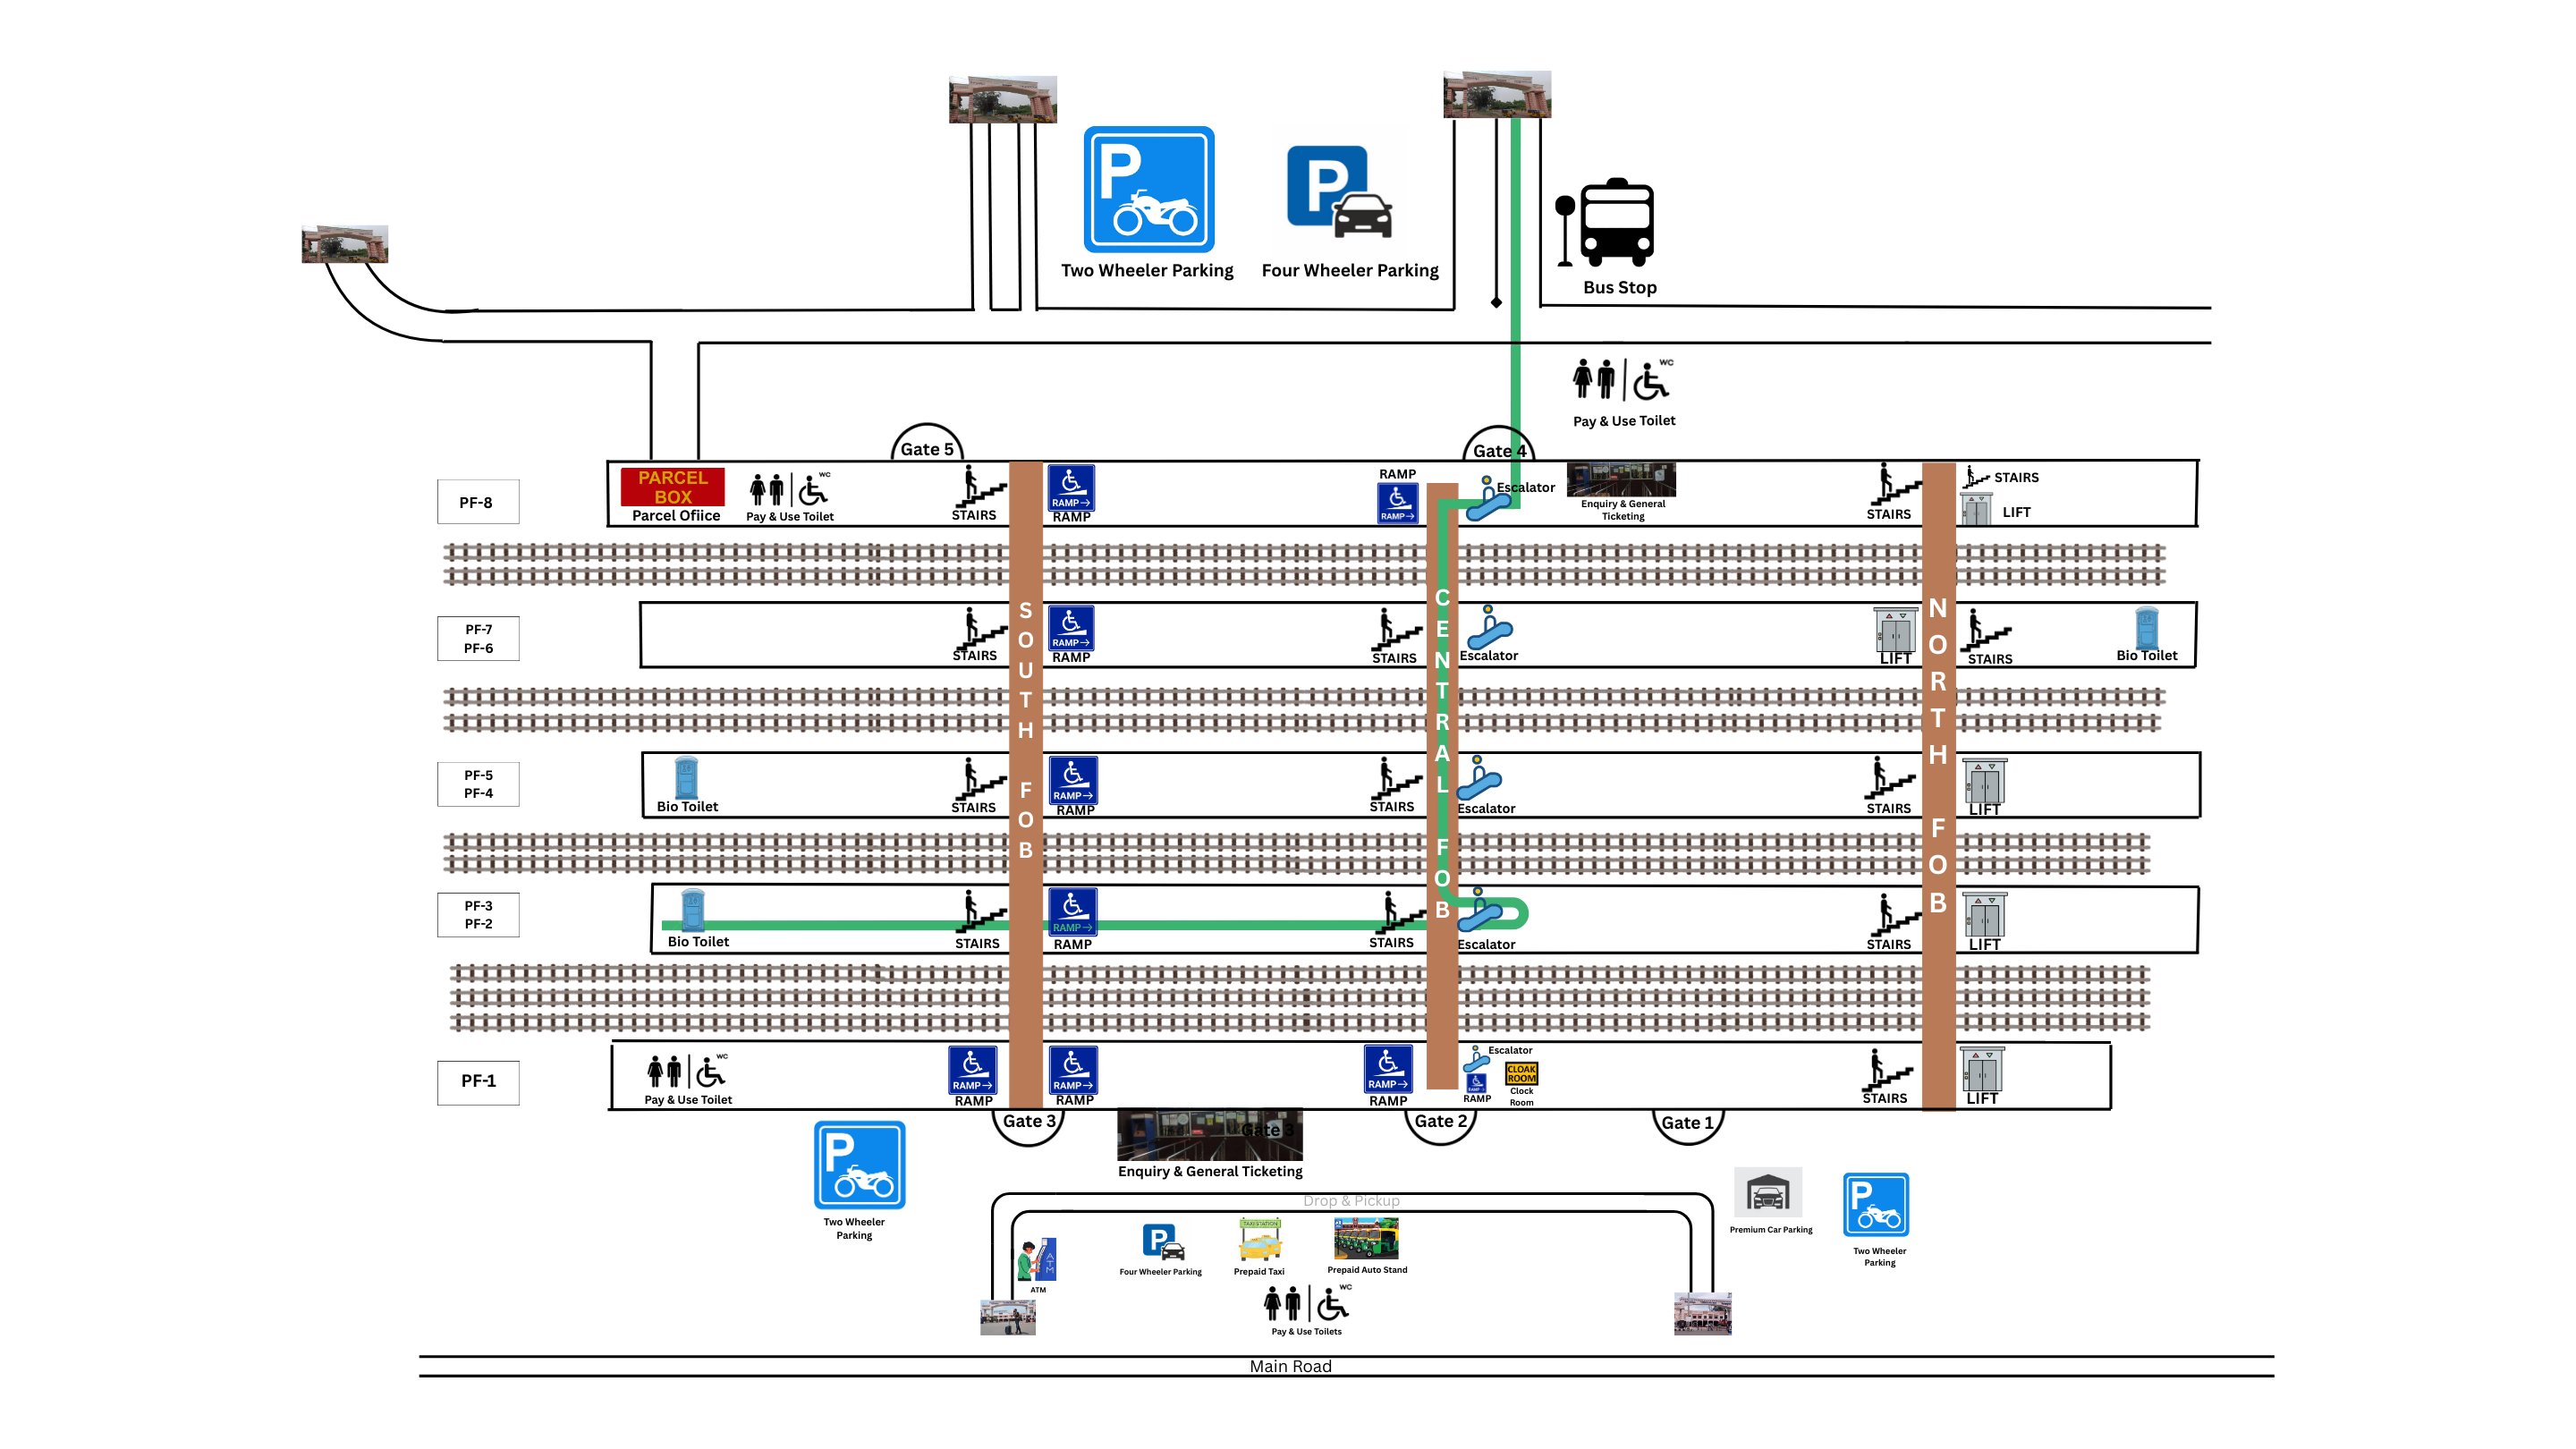 Two Wheeler Parking
Four Wheeler Parking
Bus Stop
WC
Pay & Use Toilet
Gate 5
Gate 4
PF-8
PARCEL
BOX
Parcel Ofiice
WC
Pay & Use Toilet
STAIRS
RAMP→
RAMP
RAMP
RAMP→
Escalator
Enquiry & General
Ticketing
STAIRS
STAIRS
LIFT
PF-7
PF-6
STAIRS
RAMP→
RAMP
STAIRS
Escalator
LIFT
STAIRS
Bio Toilet
SOUTH FOB
CENTRAL FOB
NORTH FOB
PF-5
PF-4
Bio Toilet
STAIRS
RAMP→
RAMP
STAIRS
Escalator
STAIRS
LIFT
PF-3
PF-2
Bio Toilet
STAIRS
RAMP→
RAMP
STAIRS
Escalator
STAIRS
LIFT
PF-1
WC
Pay & Use Toilet
RAMP→
RAMP
RAMP→
RAMP
RAMP→
RAMP
Escalator
RAMP
CLOAK
ROOM
Clock
Room
STAIRS
LIFT
Gate 3
Gate 3
Gate 2
Gate 1
Enquiry & General Ticketing
Two Wheeler
Parking
Drop & Pickup
ATM
ATM
Four Wheeler Parking
TAXI STATION
Prepaid Taxi
Prepaid Auto Stand
Premium Car Parking
Two Wheeler
Parking
WC
Pay & Use Toilets
Main Road